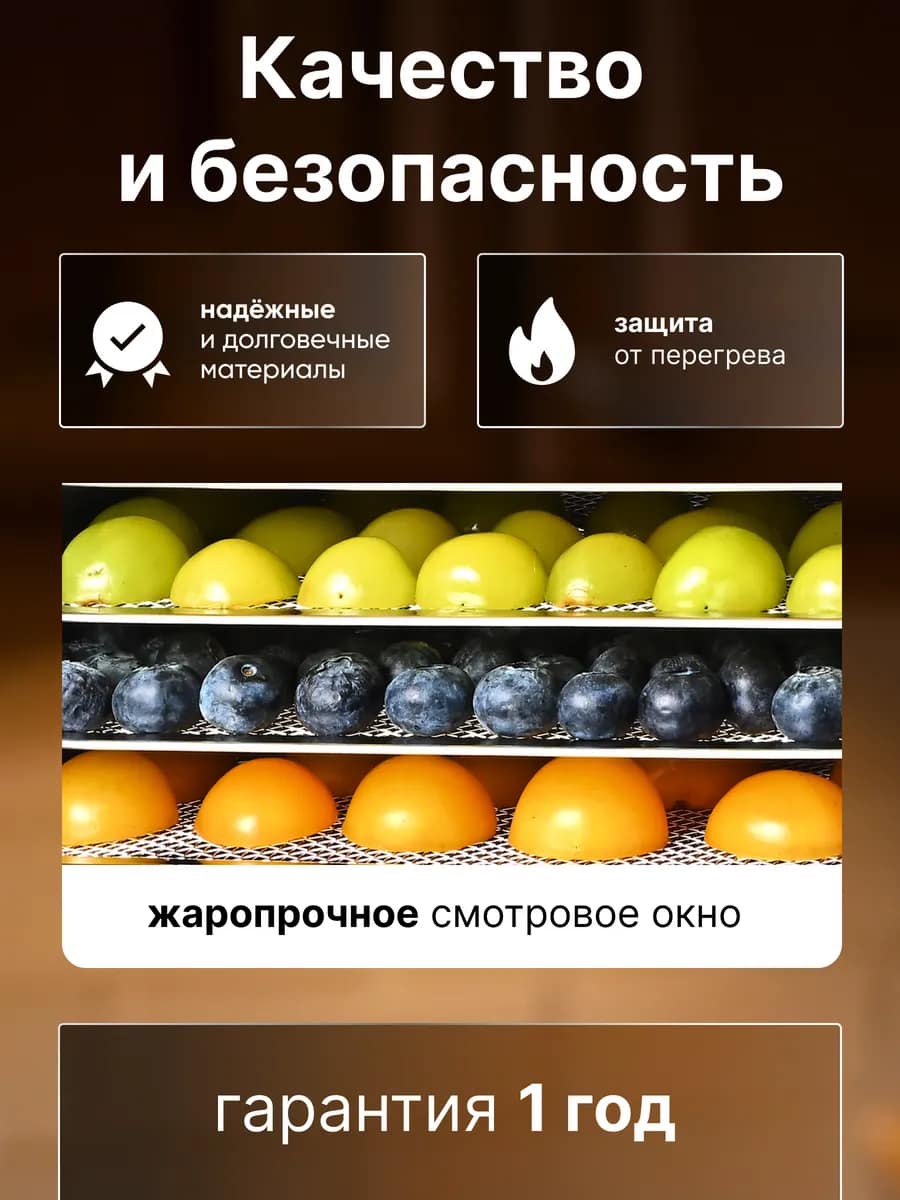 Качество
и безопасность
надёжные
и долговечные
материалы
защита
от перегрева
жаропрочное смотровое окно
гарантия 1 год